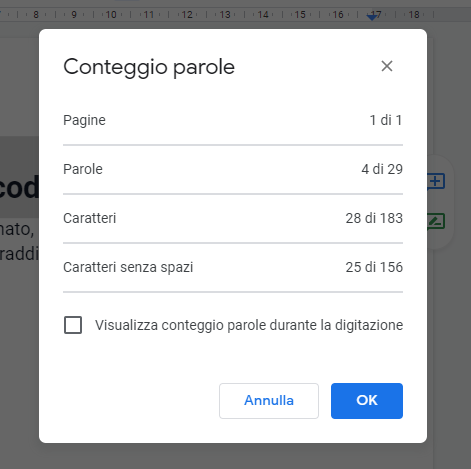 8 9 10 11 12 13 14 15 16 17 18
Conteggio parole
Pagine 1 di 1
Parole 4 di 29
Caratteri 28 di 183
Caratteri senza spazi 25 di 156
Visualizza conteggio parole durante la digitazione
Annulla OK
cod
nato,
raddi